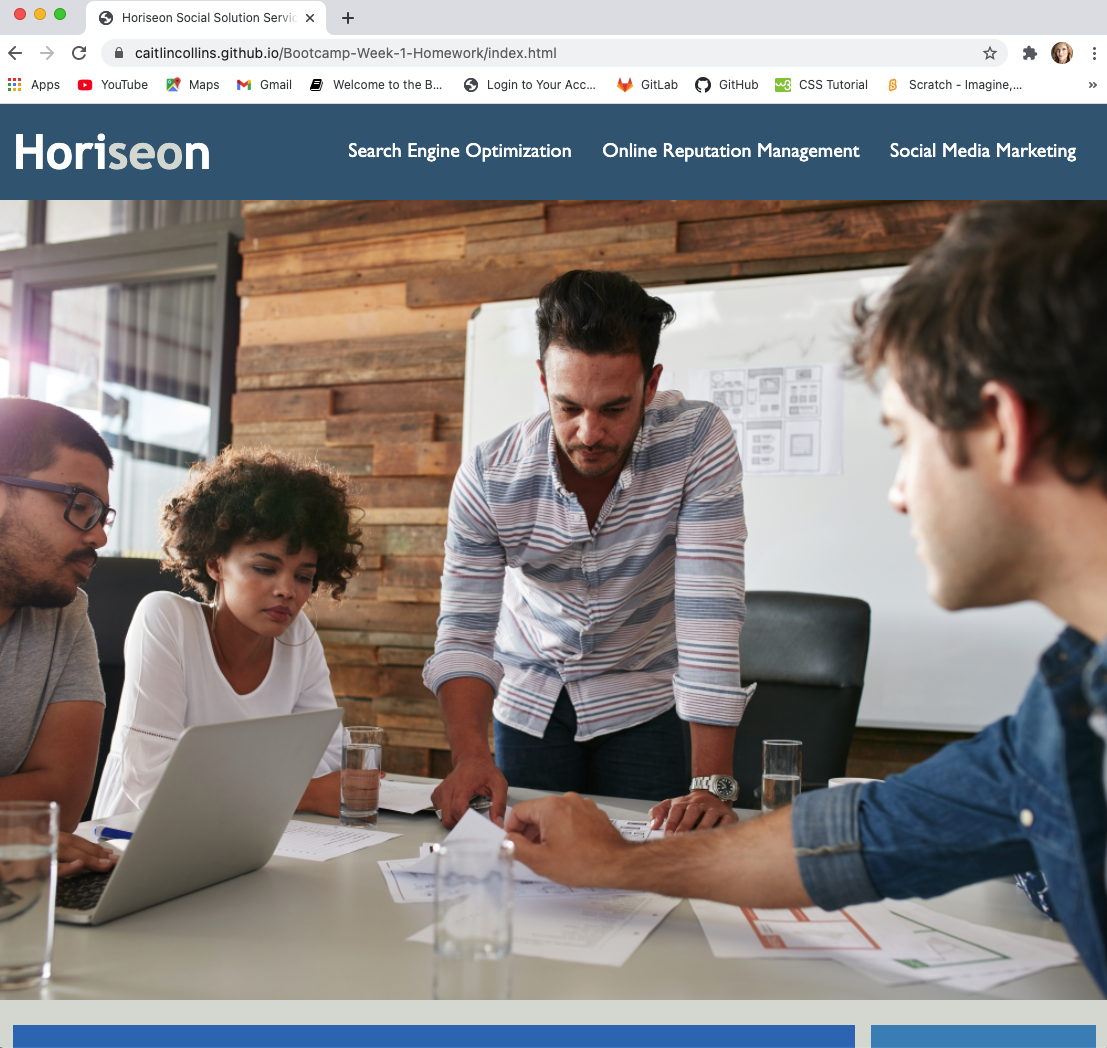 Horiseon Social Solution Servic
caitlincollins.github.io/Bootcamp-Week-1-Homework/index.html
Apps YouTube Maps Gmail Welcome to the B... Login to Your Acc... GitLab GitHub CSS Tutorial Scratch - Imagine,... »
Horiseon Search Engine Optimization Online Reputation Management Social Media Marketing